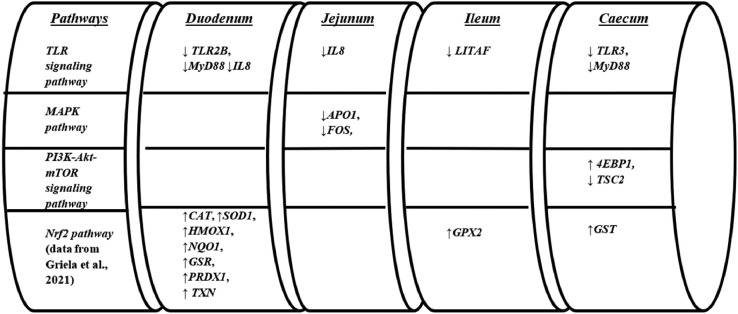 Pathways Duodenum Jejunum Ileum Caecum
TLR
signaling
pathway
↓ TLR2B,
↓MyD88 ↓IL8
↓IL8
↓ LITAF
↓ TLR3,
↓MyD88
MAPK
pathway
↓APO1,
↓FOS,
PI3K-Akt-
mTOR
signaling
pathway
↑ 4EBP1,
↓ TSC2
Nrf2 pathway
(data from
Griela et al.,
2021)
↑CAT, ↑SOD1,
↑HMOX1,
↑NQO1,
↑GSR,
↑PRDX1,
↑ TXN
↑GPX2
↑GST